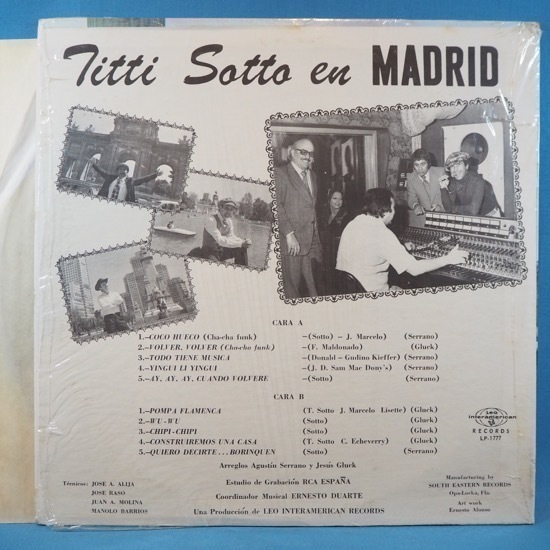 Titti Sotto en MADRID
CARA A
1.—COCO HUECO (Cha-cha funk) —(Sotto) - J. Marcelo) (Serrano)
2.—VOLVER, VOLVER (Cha-cha funk) —(F. Maldonado) (Gluck)
3.—TODO TIENE MUSICA —(Donald - Gudino Kieffer) (Serrano)
4.—YINGUI LI YINGUI —(J. D. Sam Mac Dony's) (Serrano)
5.—AY, AY, AY, CUANDO VOLVERE —(Sotto) (Serrano)
CARA B
1.—POMPA FLAMENCA (T. Sotto J. Marcelo Lisette) (Gluck)
2.—WU-WU (Sotto) (Gluck)
3.—CHIPI-CHIPI (Sotto) (Gluck)
4.—CONSTRUIREMOS UNA CASA (T. Sotto C. Echeverry) (Gluck)
5.—QUIERO DECIRTE... BORINQUEN (Sotto) (Serrano)
Leo
Interamerican
RECORDS
LP-1777
Arreglos Agustín Serrano y Jesús Gluck
Técnicos: JOSE A. ALIJA
JOSE RASO
JUAN A. MOLINA
MANOLO BARRIOS
Estudio de Grabación RCA ESPAÑA
Coordinador Musical ERNESTO DUARTE
Una Producción de LEO INTERAMERICAN RECORDS
Manufacturing by
SOUTH EASTERN RECORDS
Opa-Locka, Fla.
Art work
Ernesto Alonso